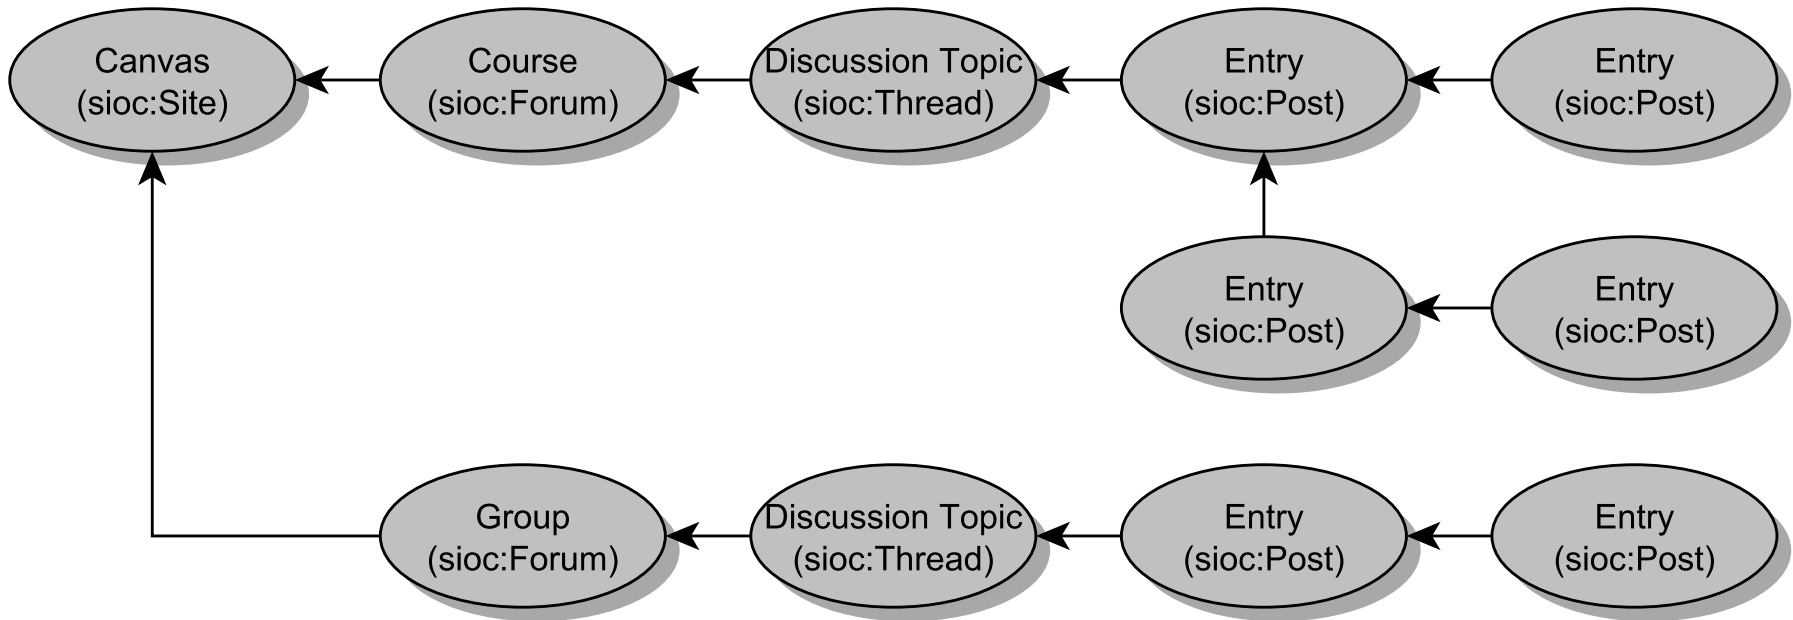 Canvas
(sioc:Site)
Course
(sioc:Forum)
Discussion Topic
(sioc:Thread)
Entry
(sioc:Post)
Entry
(sioc:Post)
Entry
(sioc:Post)
Entry
(sioc:Post)
Group
(sioc:Forum)
Discussion Topic
(sioc:Thread)
Entry
(sioc:Post)
Entry
(sioc:Post)